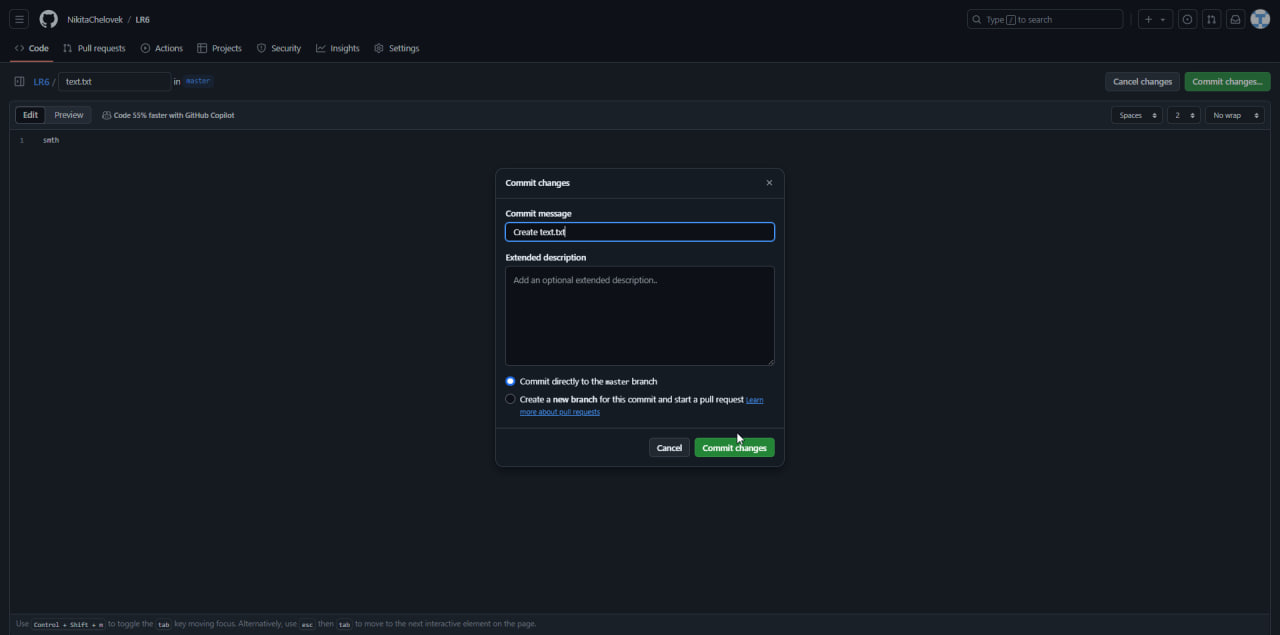 NikitaChelovek / LR6
Type / to search
Code Pull requests Actions Projects Security Insights Settings
LR6 / text.txt in master
Cancel changes Commit changes...
Edit Preview Code 55% faster with GitHub Copilot
Spaces 2 No wrap
1 smth
Commit changes
Commit message
Create text.txt
Extended description
Add an optional extended description..
Commit directly to the master branch
Create a new branch for this commit and start a pull request Learn
more about pull requests
Cancel Commit changes
Use Control + Shift + m to toggle the tab key moving focus. Alternatively, use esc then tab to move to the next interactive element on the page.